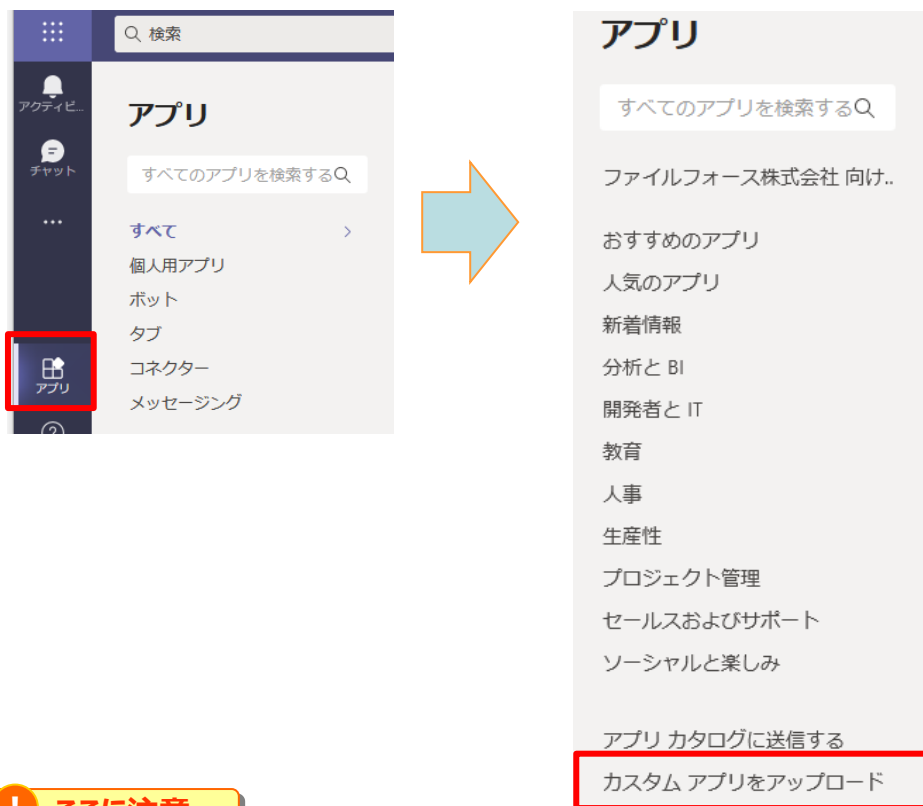 検索
アクティビ...
チャット
アプリ
すべてのアプリを検索する
すべて
個人用アプリ
ボット
タブ
コネクター
メッセージング
アプリ
アプリ
すべてのアプリを検索する
ファイルフォース株式会社 向け..
おすすめのアプリ
人気のアプリ
新着情報
分析と BI
開発者と IT
教育
人事
生産性
プロジェクト管理
セールスおよびサポート
ソーシャルと楽しみ
アプリ カタログに送信する
カスタム アプリをアップロード
ここに注意